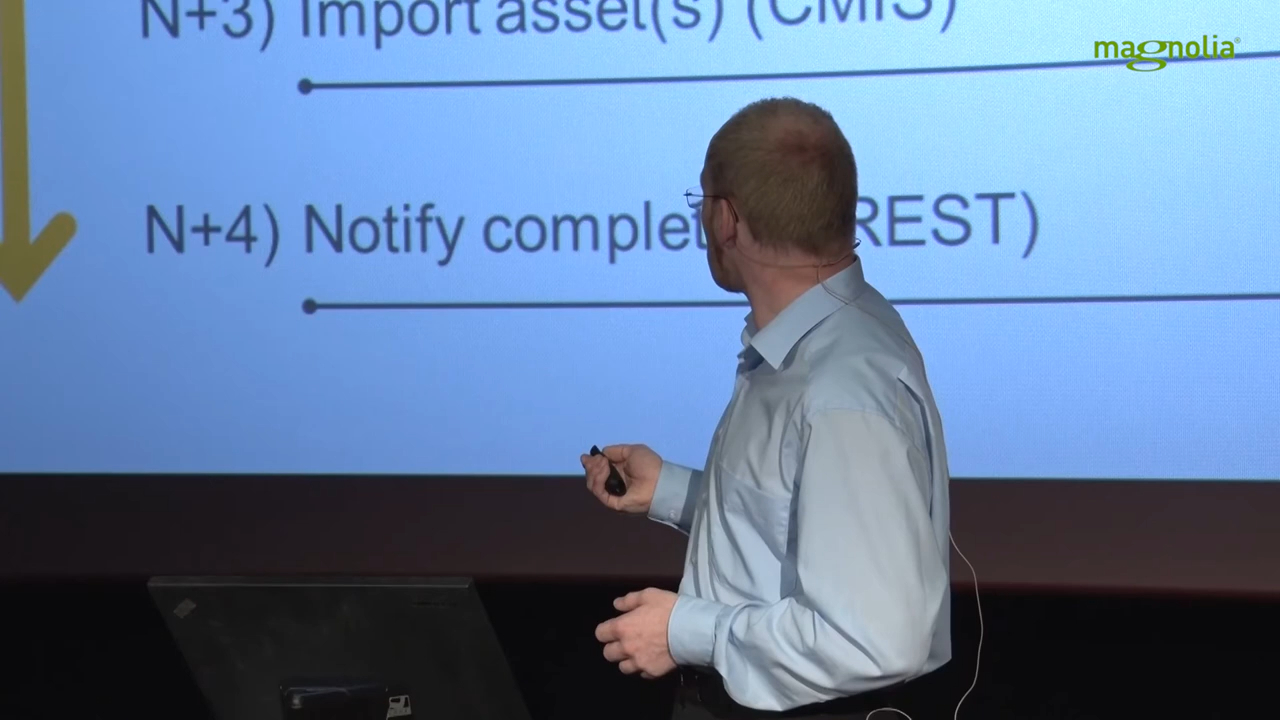 N+3) Import asset(s) (CMIS)
magnolia®
N+4) Notify complet REST)